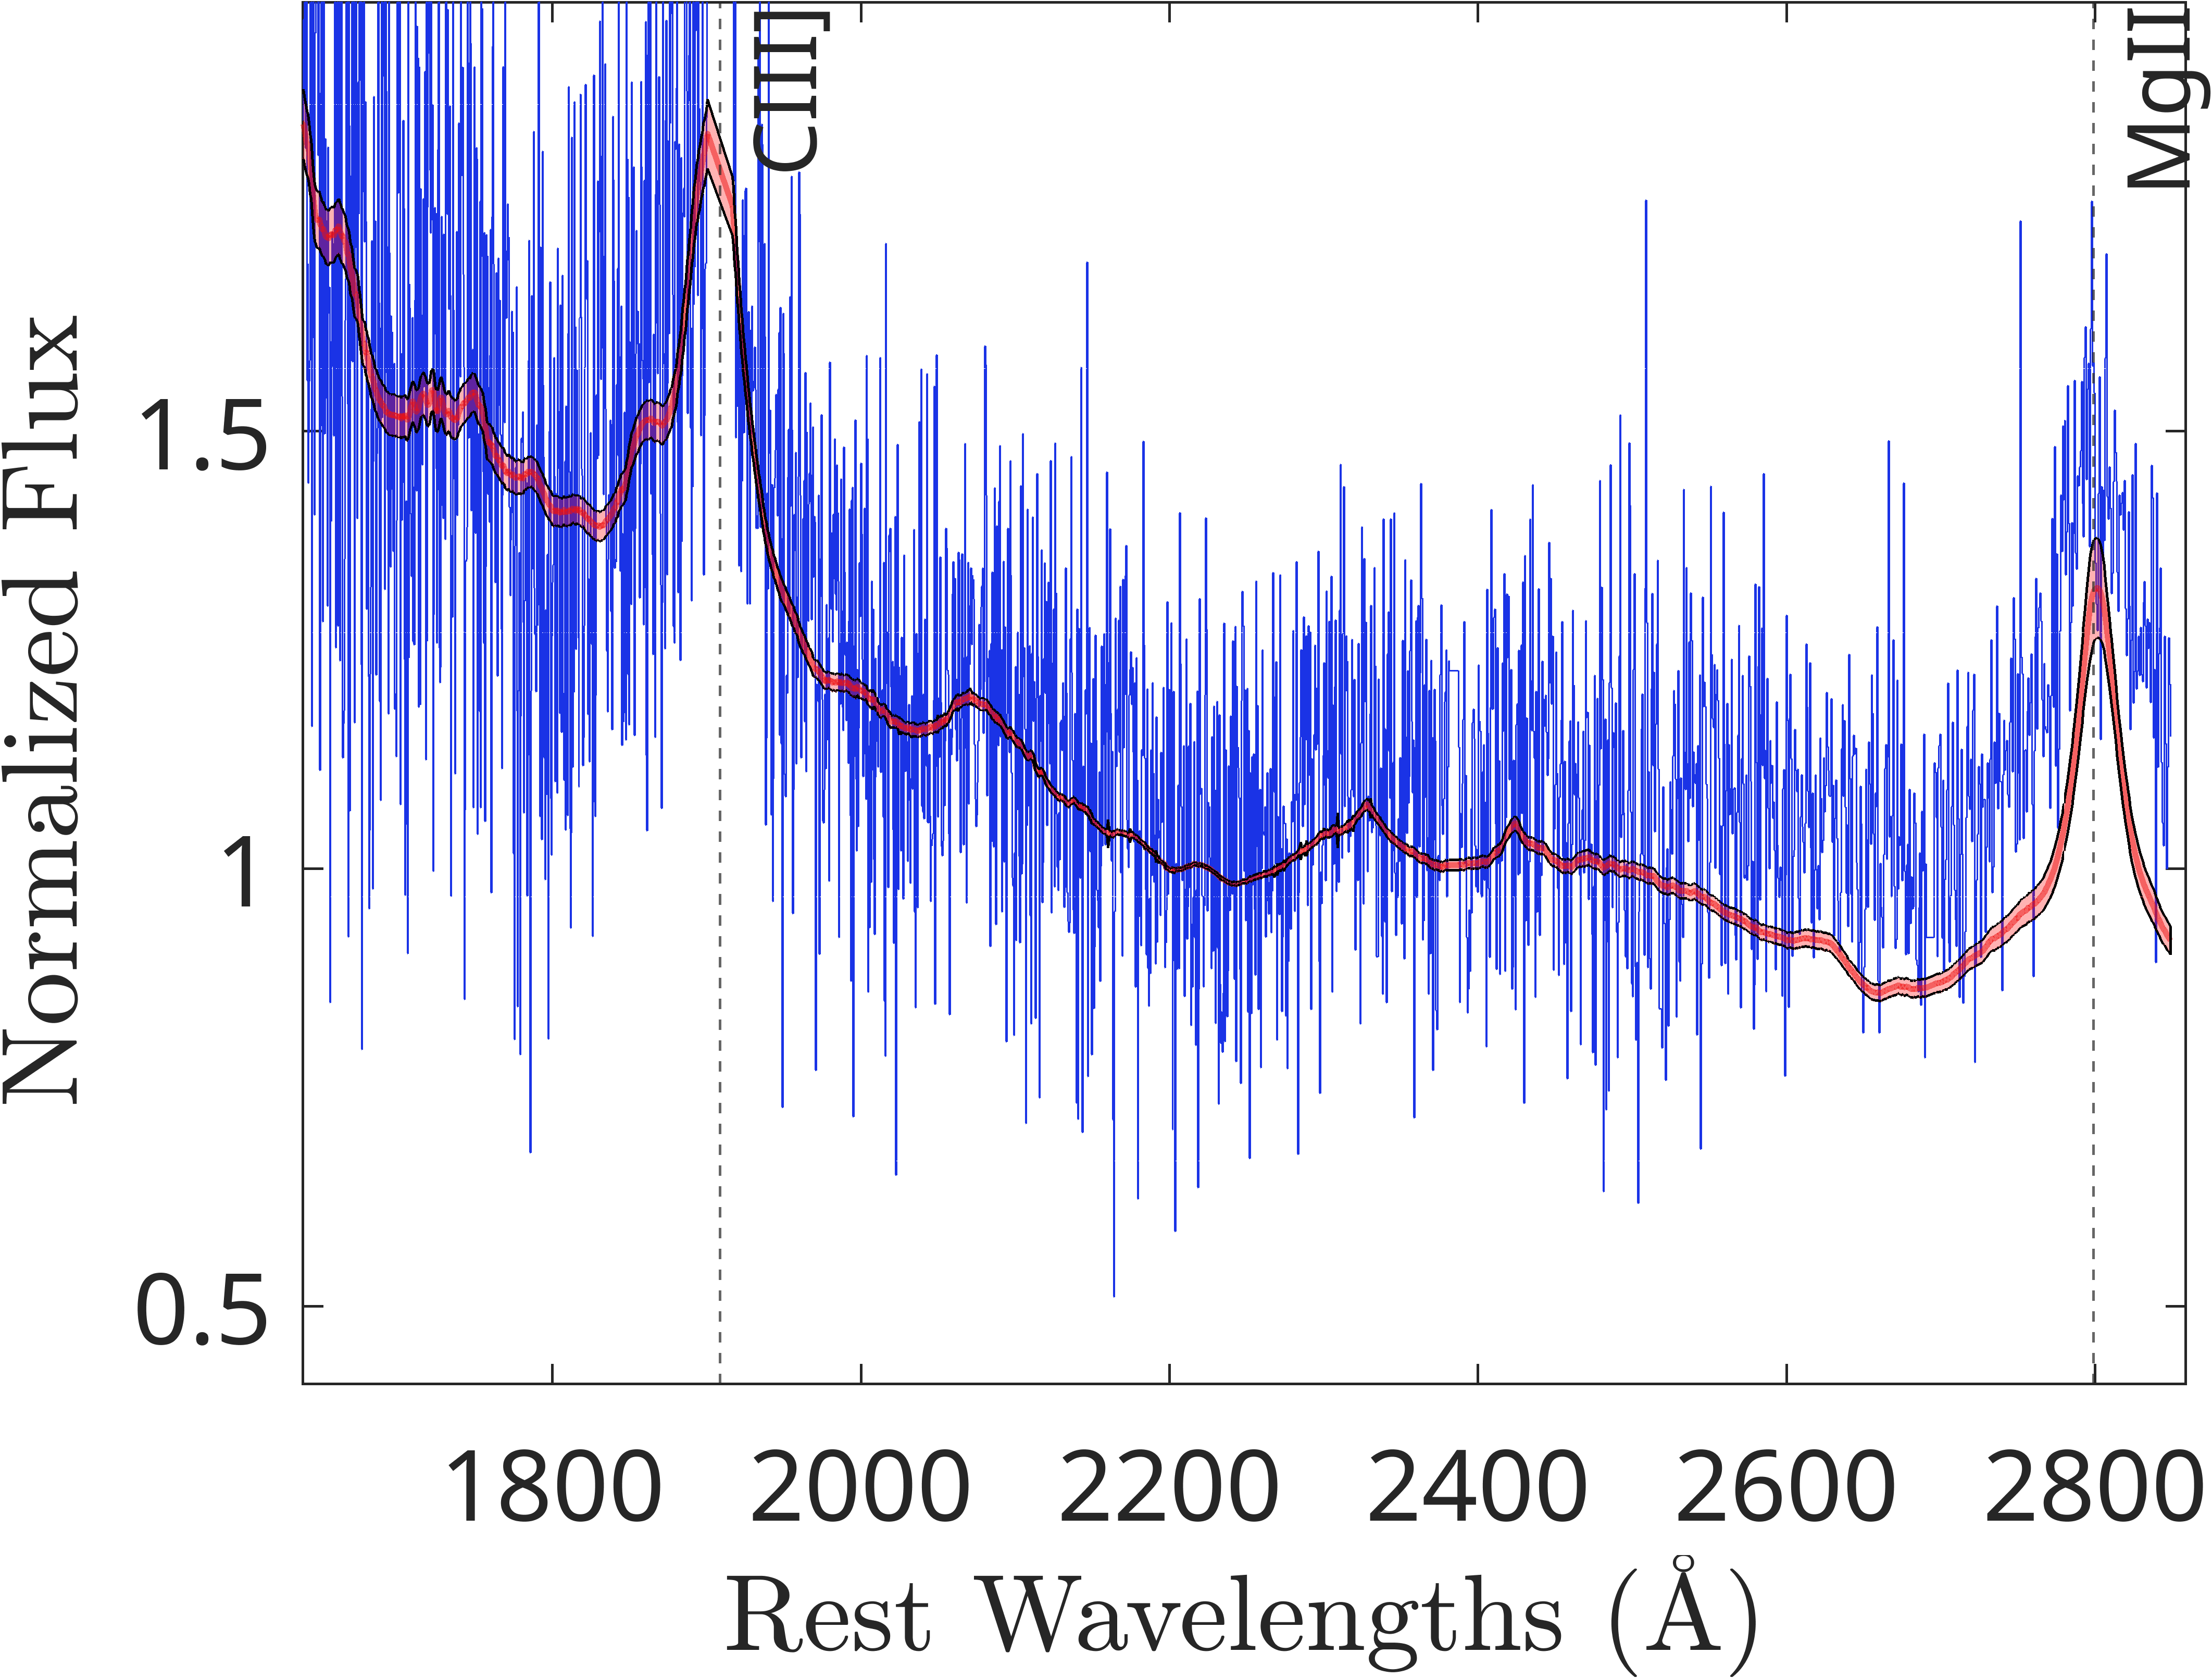 CIII]
MgII
Normalized Flux
1.5
1
0.5
1800 2000 2200 2400 2600 2800
Rest Wavelengths (Å)